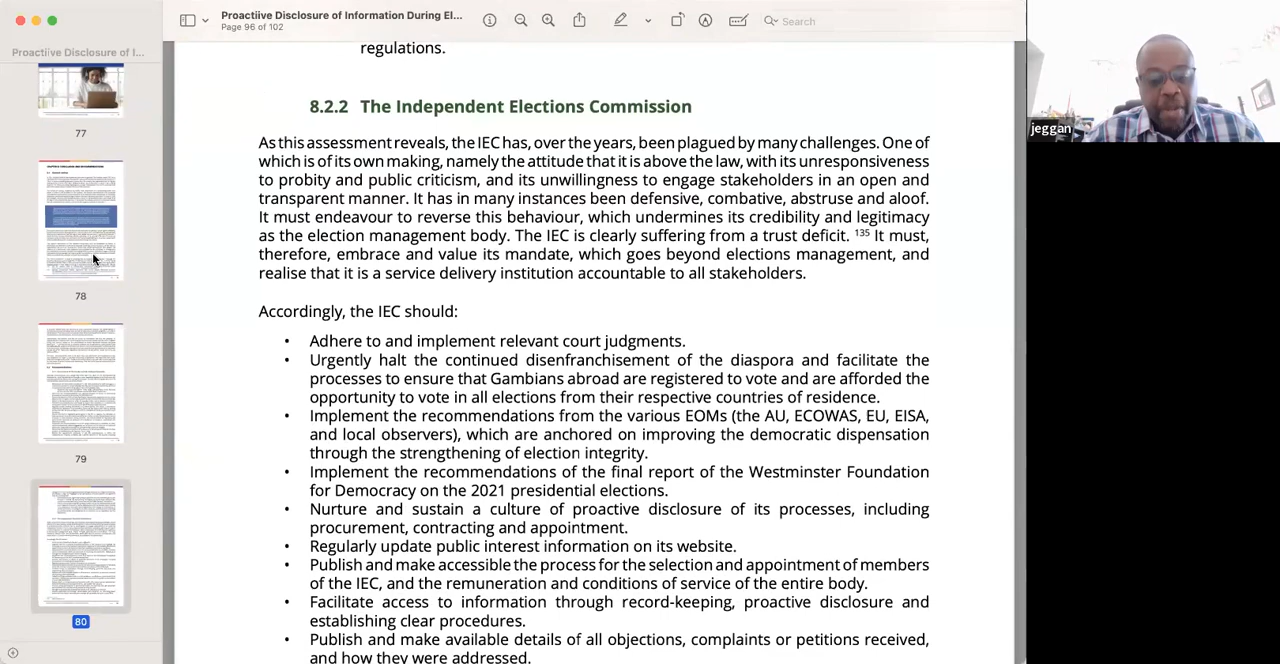 Proactiive Disclosure of Information During El...
Page 96 of 102
Search
Proactiive Disclosure of I...
77
78
79
80
regulations.
8.2.2 The Independent Elections Commission
As this assessment reveals, the IEC has, over the years, been plagued by many challenges. One of
which is of its own making, namely the attitude that it is above the law, with its unresponsiveness
to probity and public criticism and its unwillingness to engage stakeholders in an open and
transparent manner. It has in many instances been defensive, combative, abstruse and aloof.
It must endeavour to reverse this behaviour, which undermines its credibility and legitimacy
as the election management body. The IEC is clearly suffering from a trust deficit. 135 It must,
therefore, embrace and value its mandate, which goes beyond elections management, and
realise that it is a service delivery institution accountable to all stakeholders.
Accordingly, the IEC should:
• Adhere to and implement relevant court judgments.
• Urgently halt the continued disenfranchisement of the diaspora and facilitate the
processes to ensure that Gambians abroad are registered to vote and are afforded the
opportunity to vote in all elections from their respective countries of residence.
• Implement the recommendations from the various EOMs (the AU, ECOWAS, EU, EISA,
and local observers), which are anchored on improving the democratic dispensation
through the strengthening of election integrity.
• Implement the recommendations of the final report of the Westminster Foundation
for Democracy on the 2021 presidential elections.
• Nurture and sustain a culture of proactive disclosure of its processes, including
procurement, contracting and appointment.
• Regularly update public interest information on its website.
• Publish and make accessible the process for the selection and appointment of members
of the IEC, and the remuneration and conditions of service of the entire body.
• Facilitate access to information through record-keeping, proactive disclosure and
establishing clear procedures.
• Publish and make available details of all objections, complaints or petitions received,
and how they were addressed.
jeggan